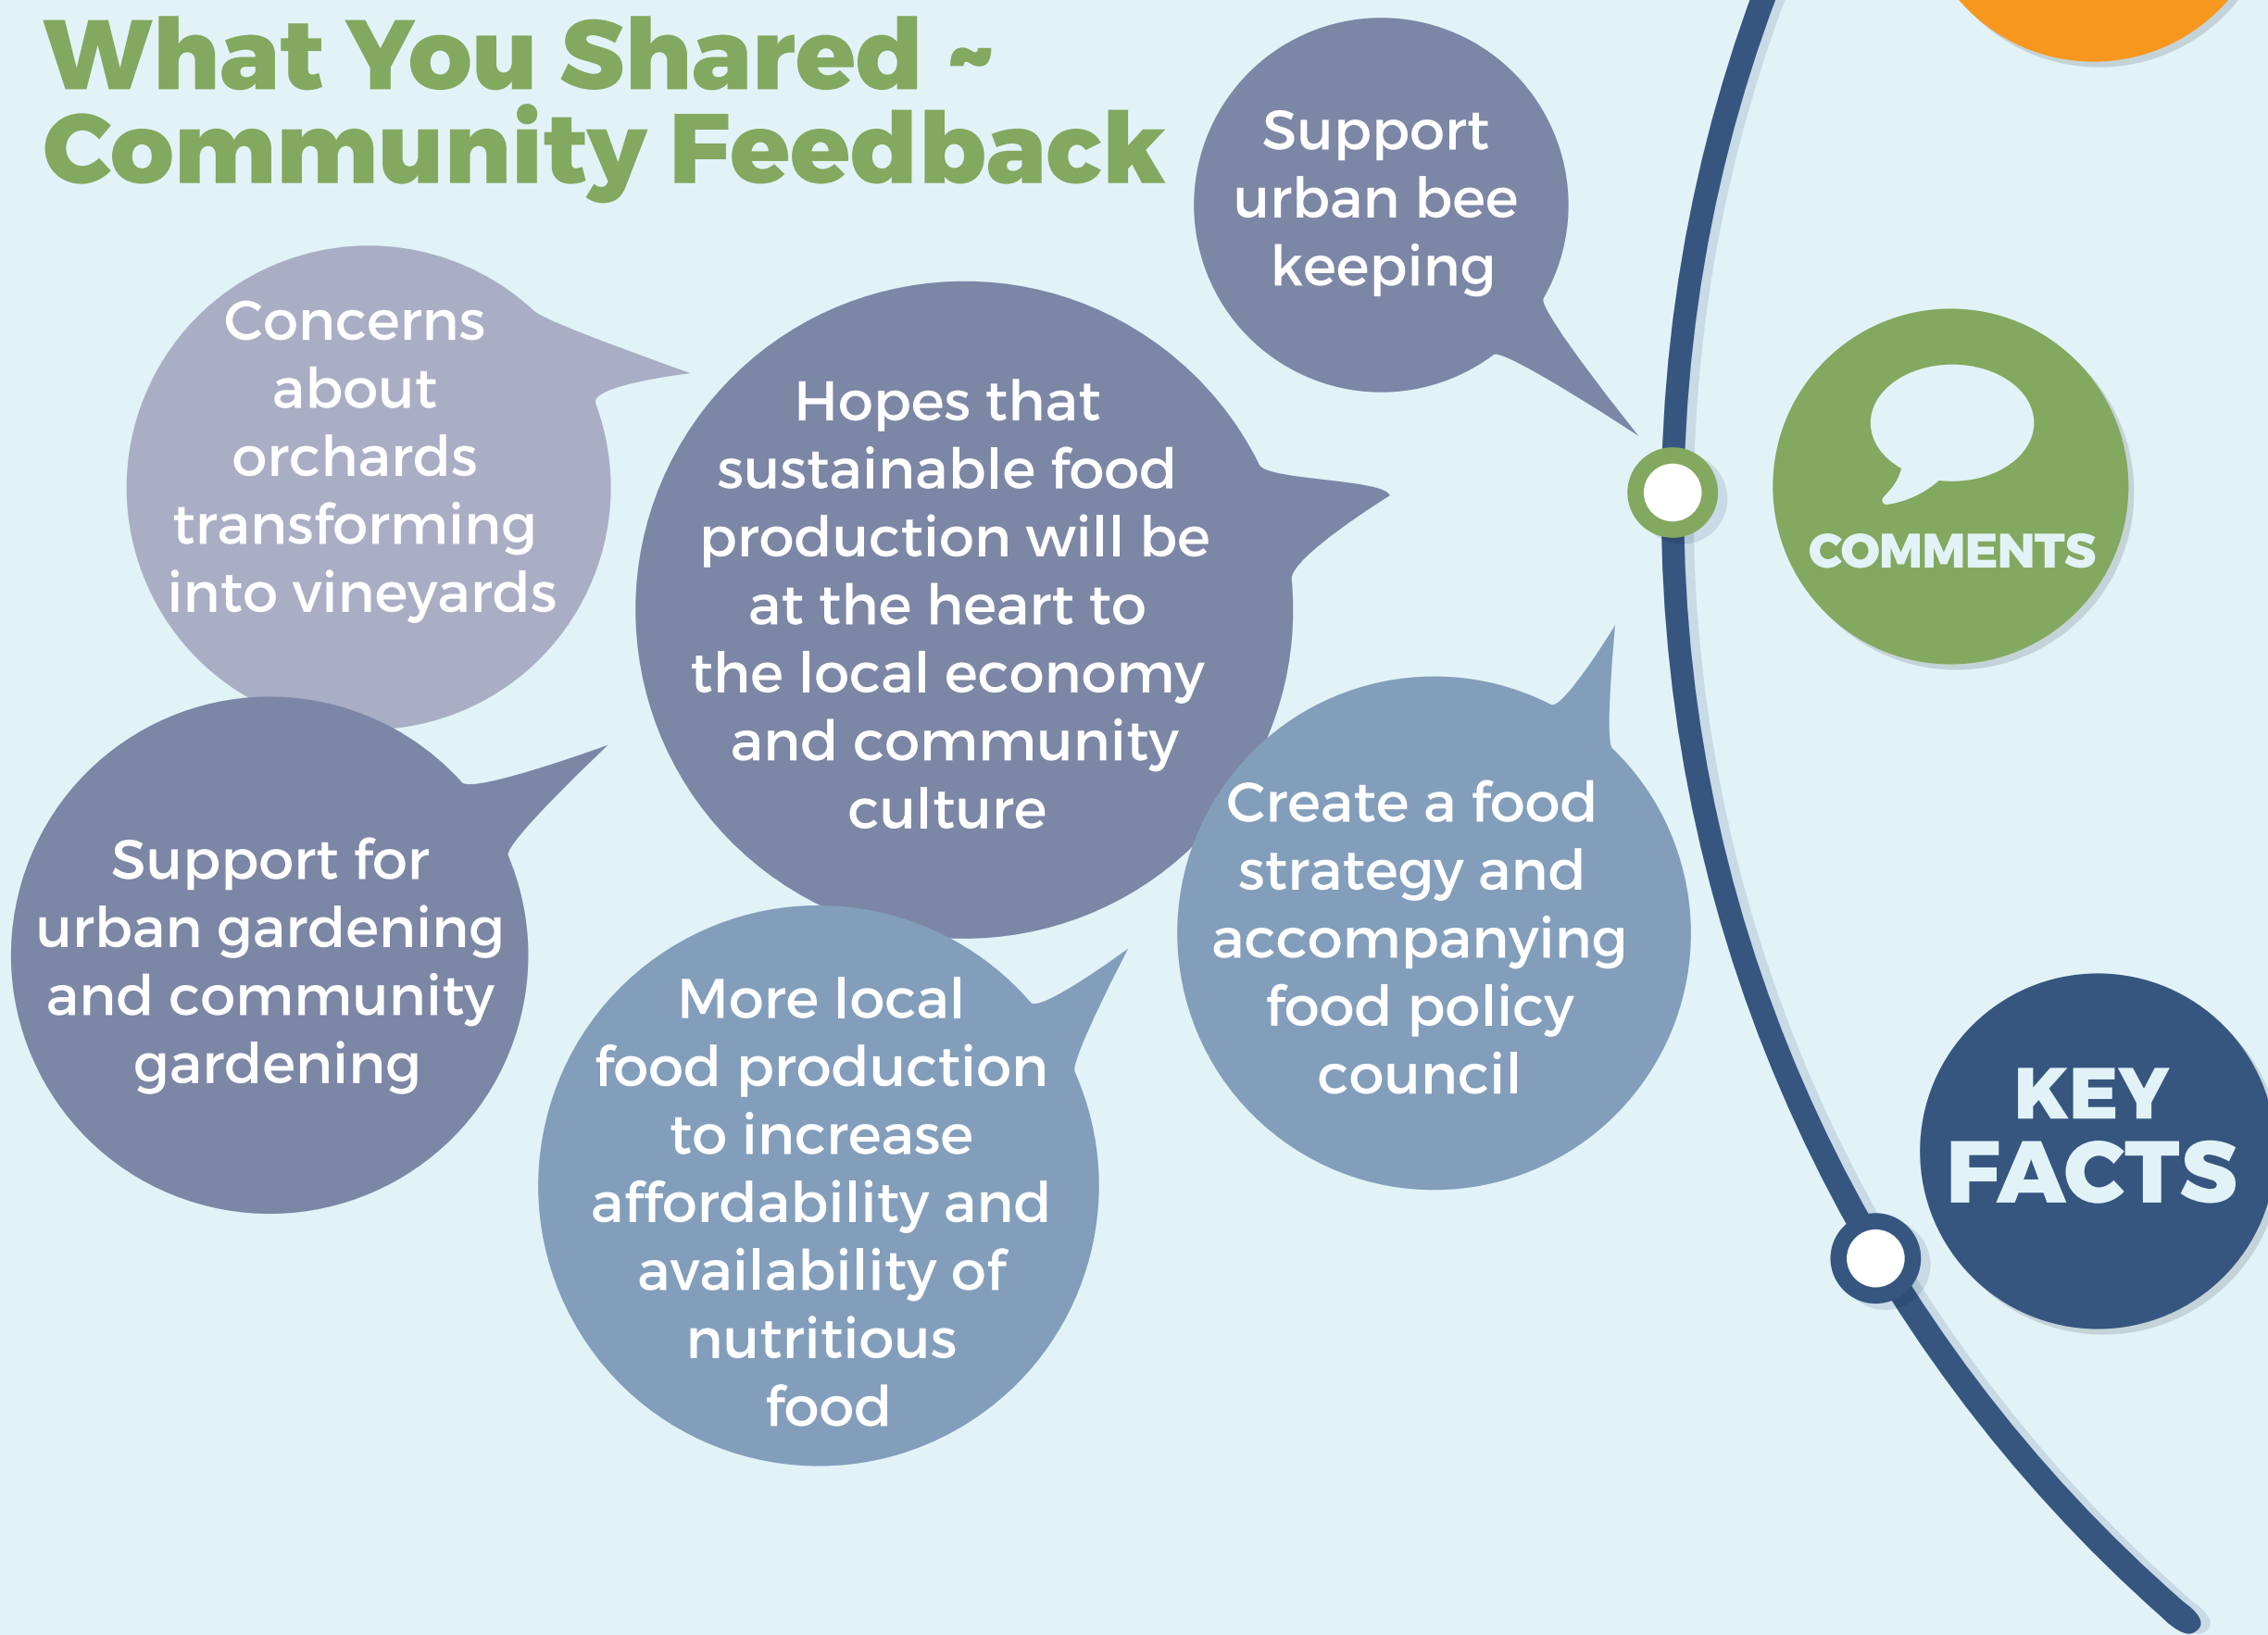 What You Shared ~
Community Feedback
Support
urban bee
keeping
Concerns
about
orchards
transforming
into vineyards
Hopes that
sustainable food
production will be
at the heart to
the local economy
and community
culture
COMMENTS
Support for
urban gardening
and community
gardening
Create a food
strategy and
accompanying
food policy
council
More local
food production
to increase
affordability and
availability of
nutritious
food
KEY
FACTS